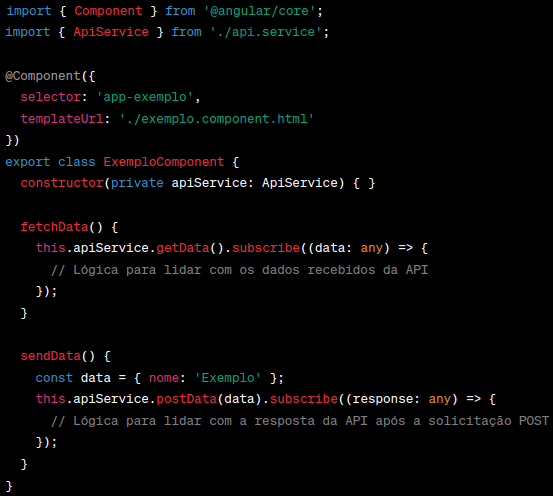 import { Component } from '@angular/core';
import { ApiService } from './api.service';
@Component({
  selector: 'app-exemplo',
  templateUrl: './exemplo.component.html'
})
export class ExemploComponent {
  constructor(private apiService: ApiService) { }
  fetchData() {
    this.apiService.getData().subscribe((data: any) => {
      // Lógica para lidar com os dados recebidos da API
    });
  }
  sendData() {
    const data = { nome: 'Exemplo' };
    this.apiService.postData(data).subscribe((response: any) => {
      // Lógica para lidar com a resposta da API após a solicitação POST
    });
  }
}